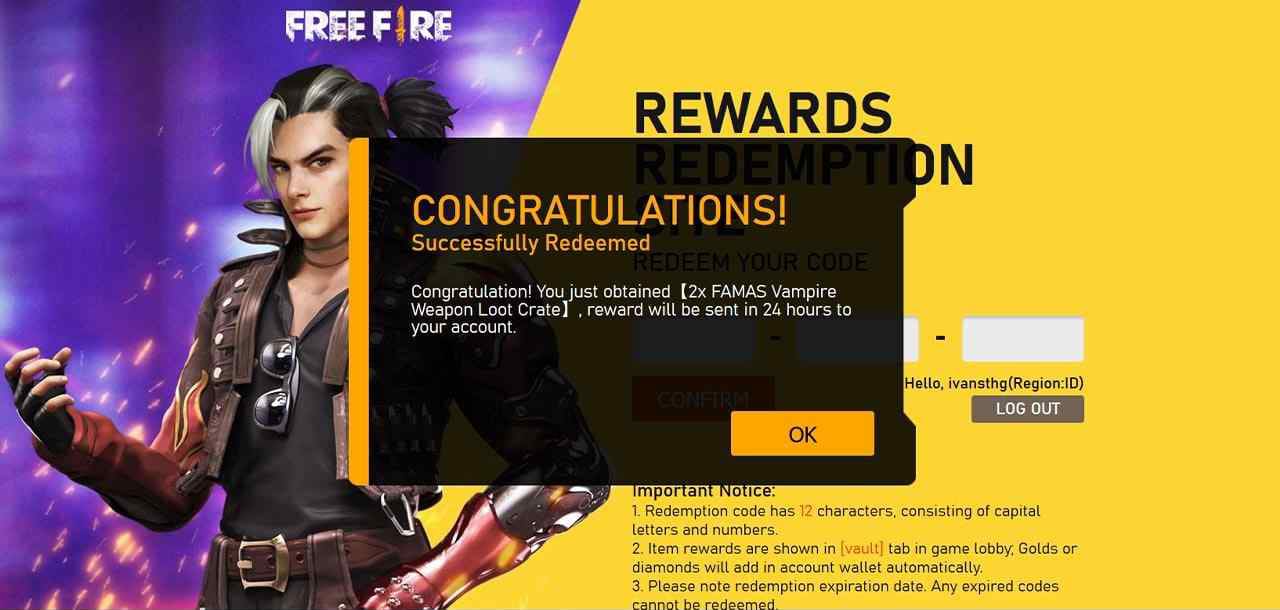 FREE FIRE
REWARDS
REDEMPTION
SITE
REDEEM YOUR CODE
CONGRATULATIONS!
Successfully Redeemed
Congratulation! You just obtained【2x FAMAS Vampire
Weapon Loot Crate】, reward will be sent in 24 hours to
your account.
- -
Hello, ivansthg(Region:ID)
CONFIRM
LOG OUT
OK
Important Notice:
1. Redemption code has 12 characters, consisting of capital
letters and numbers.
2. Item rewards are shown in [vault] tab in game lobby; Golds or
diamonds will add in account wallet automatically.
3. Please note redemption expiration date. Any expired codes
cannot be redeemed.